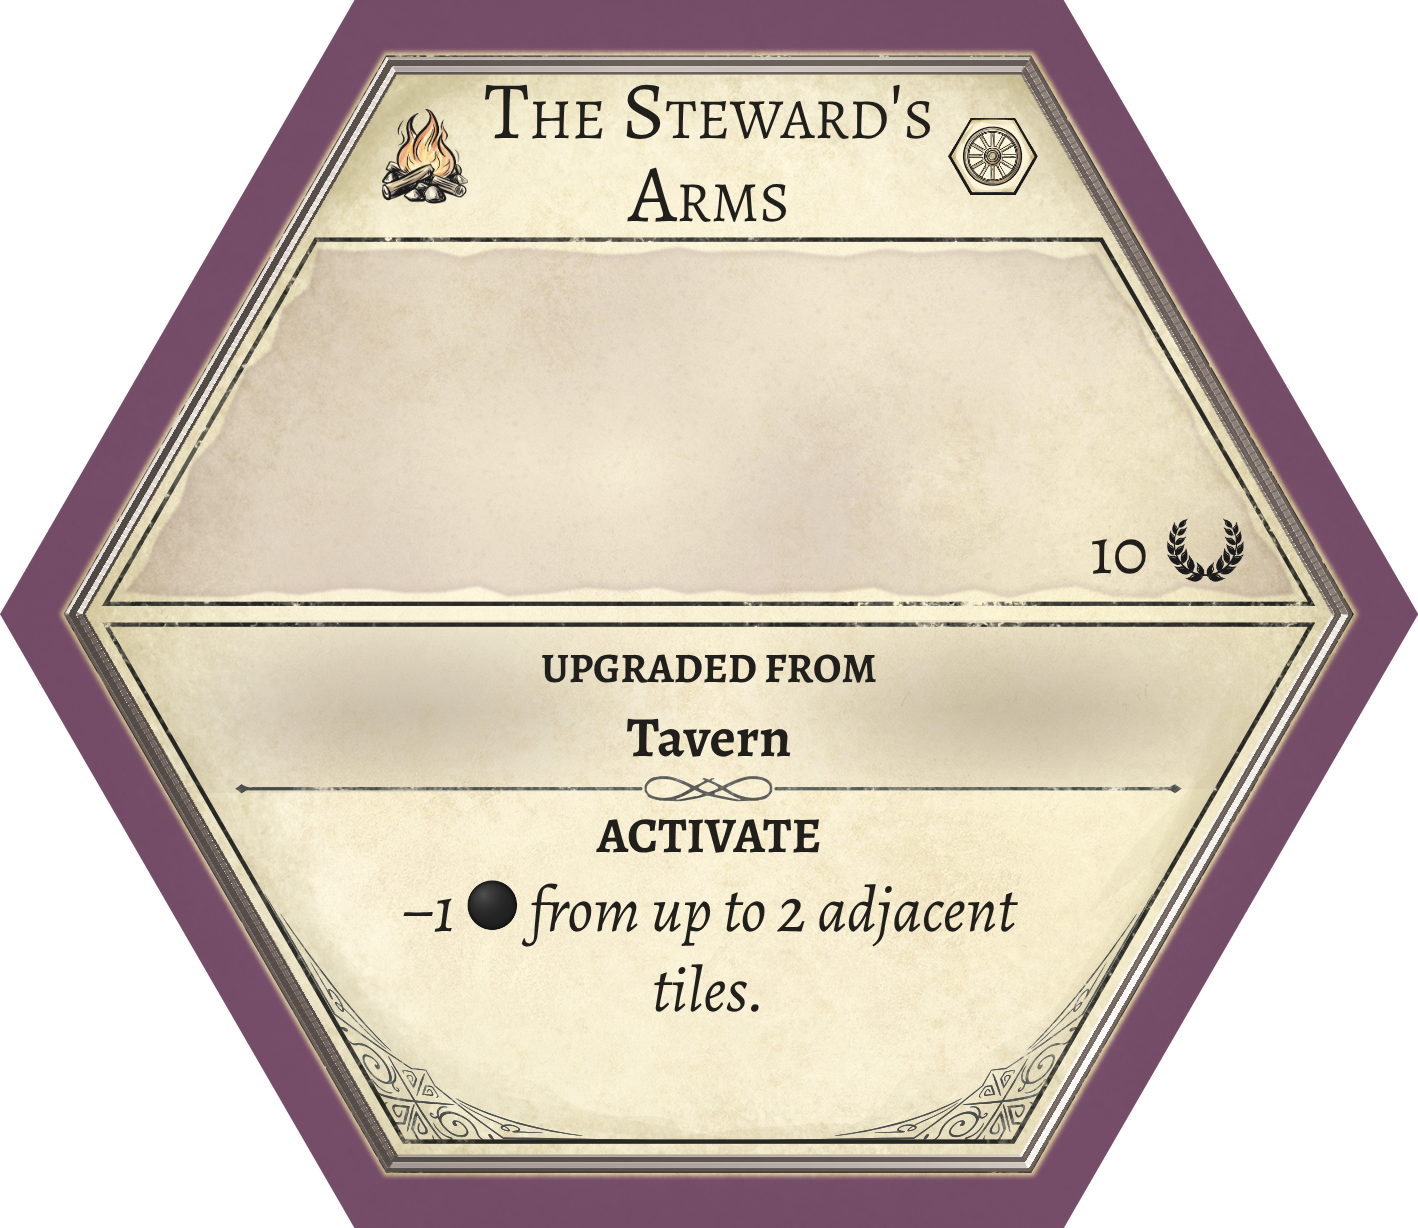 The Steward's
Arms
10
UPGRADED FROM
Tavern
ACTIVATE
–1 from up to 2 adjacent
tiles.